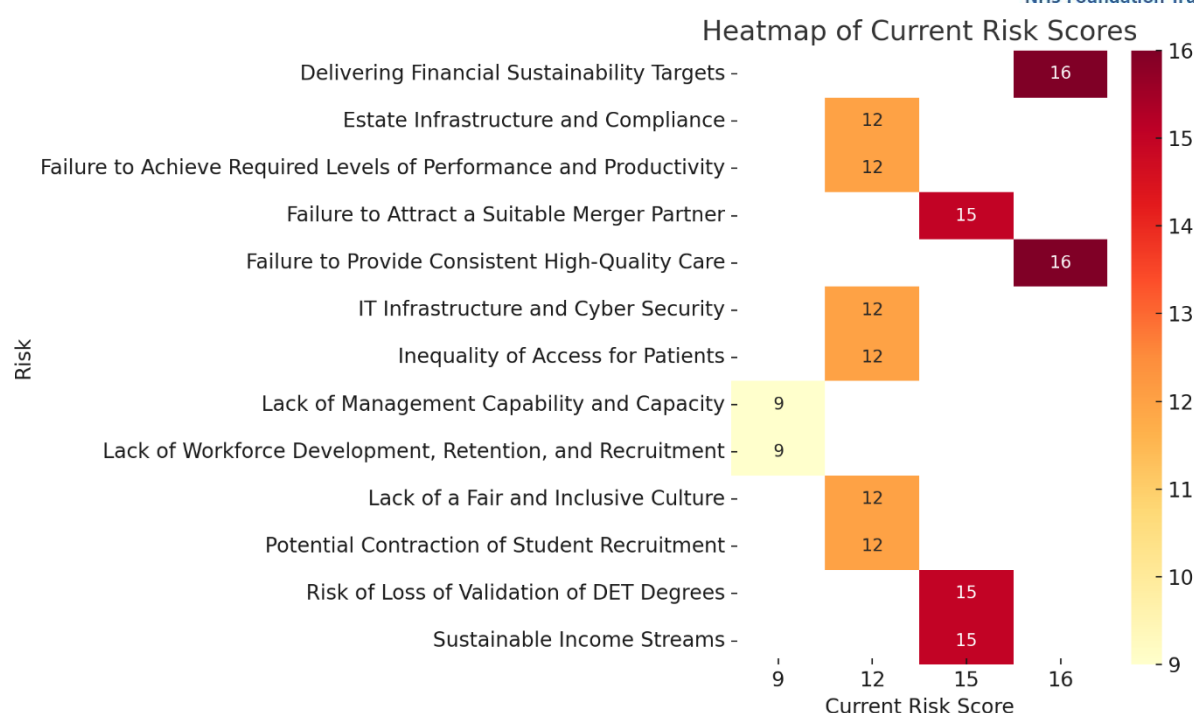 Heatmap of Current Risk Scores
Delivering Financial Sustainability Targets 16
Estate Infrastructure and Compliance 12
Failure to Achieve Required Levels of Performance and Productivity 12
Failure to Attract a Suitable Merger Partner 15
Failure to Provide Consistent High-Quality Care 16
IT Infrastructure and Cyber Security 12
Inequality of Access for Patients 12
Lack of Management Capability and Capacity 9
Lack of Workforce Development, Retention, and Recruitment 9
Lack of a Fair and Inclusive Culture 12
Potential Contraction of Student Recruitment 12
Risk of Loss of Validation of DET Degrees 15
Sustainable Income Streams 15
Risk
9 12 15 16
Current Risk Score
16
15
14
13
12
11
10
9